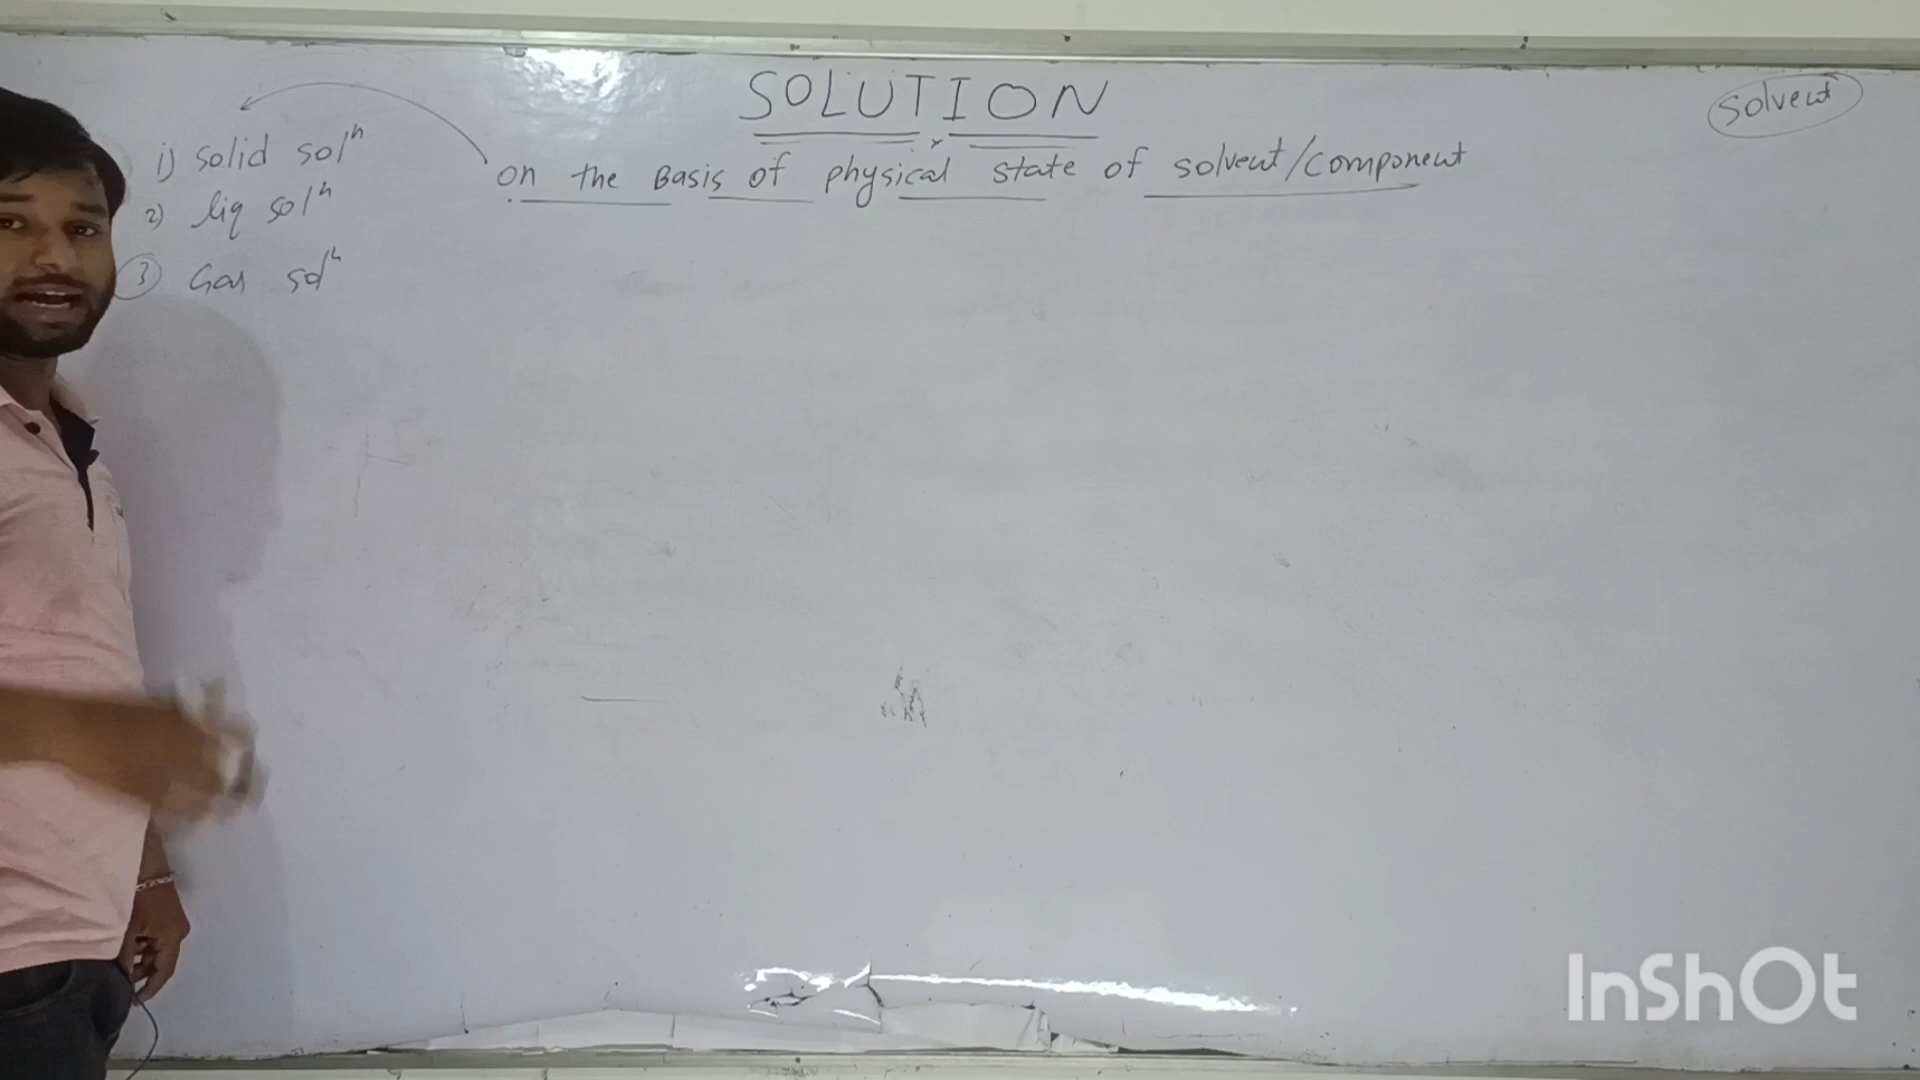 SOLUTION
Solvent
on the Basis of physical state of solvent/component
1) solid solⁿ
2) liq solⁿ
3 Gas solⁿ
InShOt